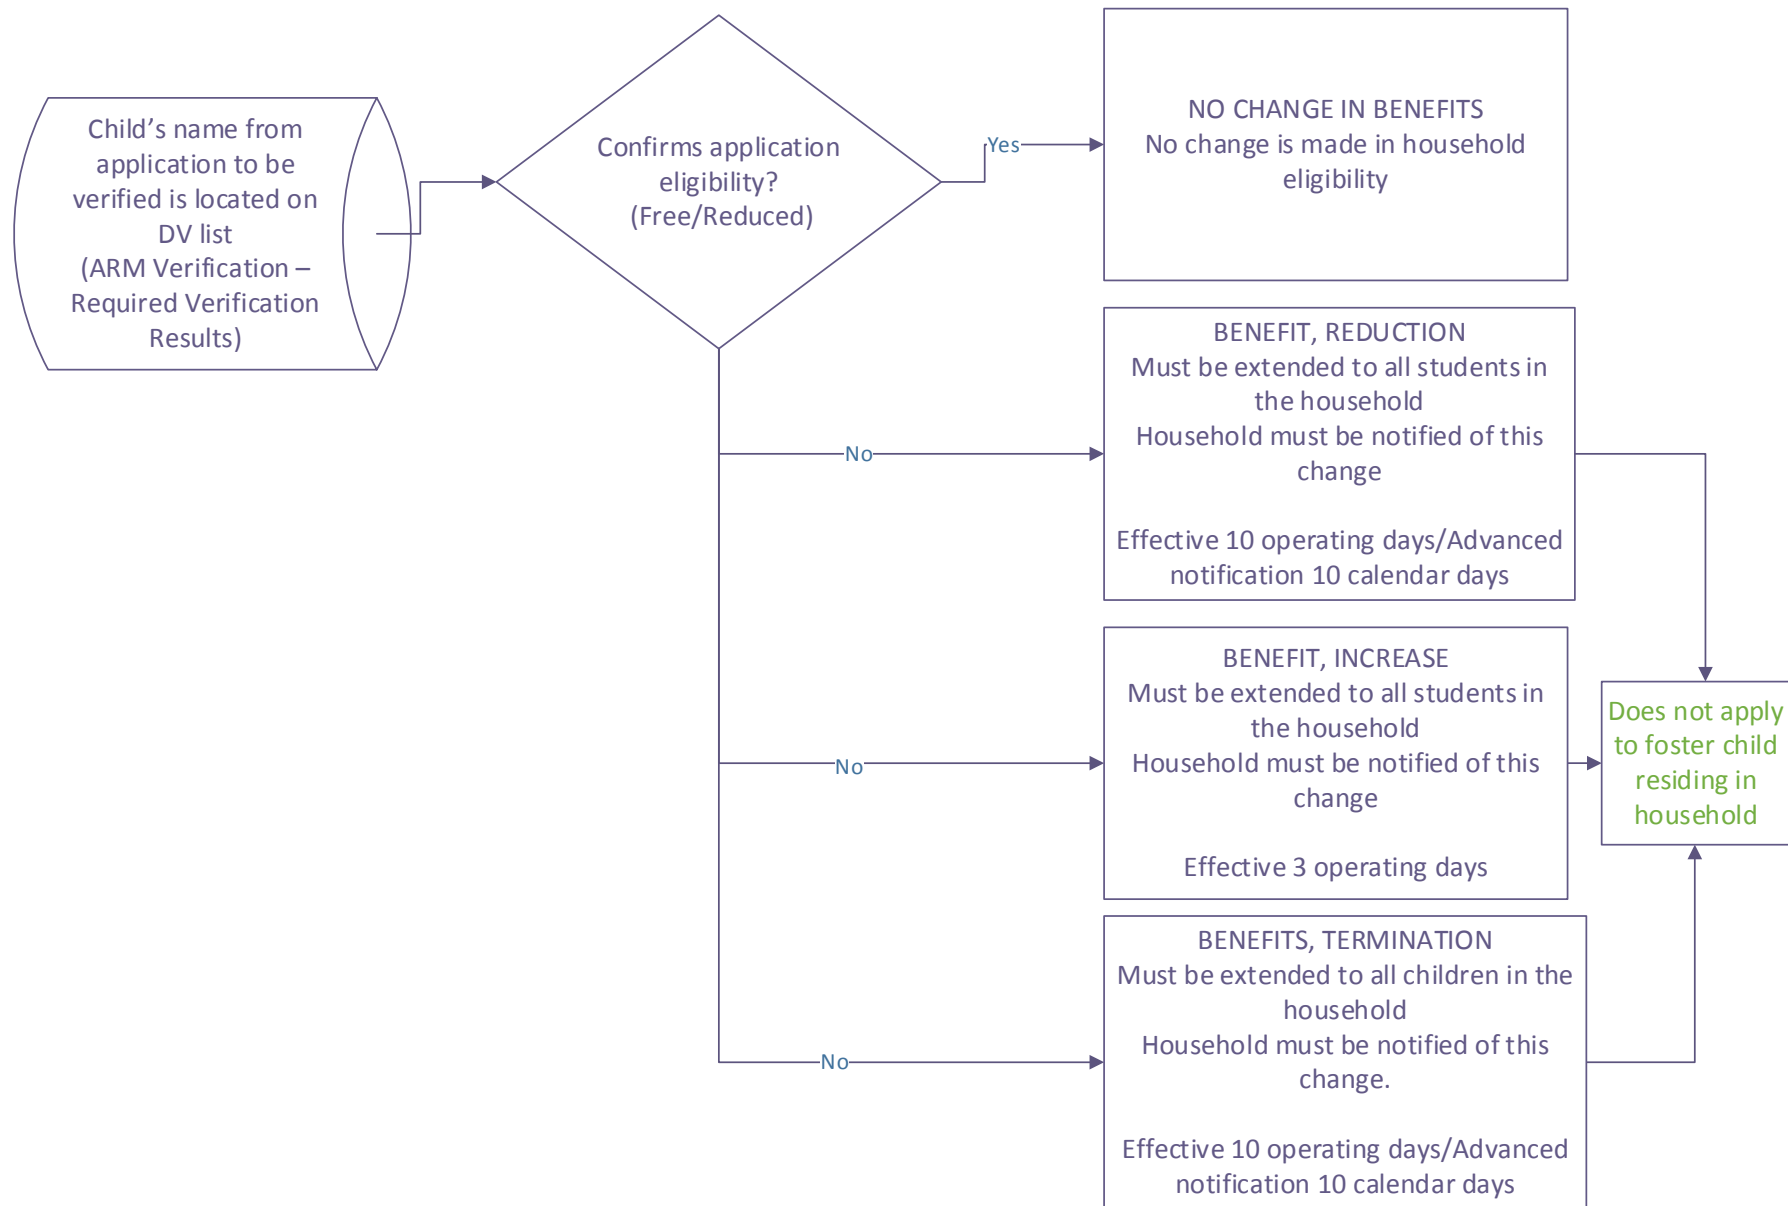 Child’s name from
application to be
verified is located on
DV list
(ARM Verification –
Required Verification
Results)
Confirms application
eligibility?
(Free/Reduced)
Yes
NO CHANGE IN BENEFITS
No change is made in household
eligibility
No
BENEFIT, REDUCTION
Must be extended to all students in
the household
Household must be notified of this
change
Effective 10 operating days/Advanced
notification 10 calendar days
No
BENEFIT, INCREASE
Must be extended to all students in
the household
Household must be notified of this
change
Effective 3 operating days
No
BENEFITS, TERMINATION
Must be extended to all children in the
household
Household must be notified of this
change.
Effective 10 operating days/Advanced
notification 10 calendar days
Does not apply
to foster child
residing in
household